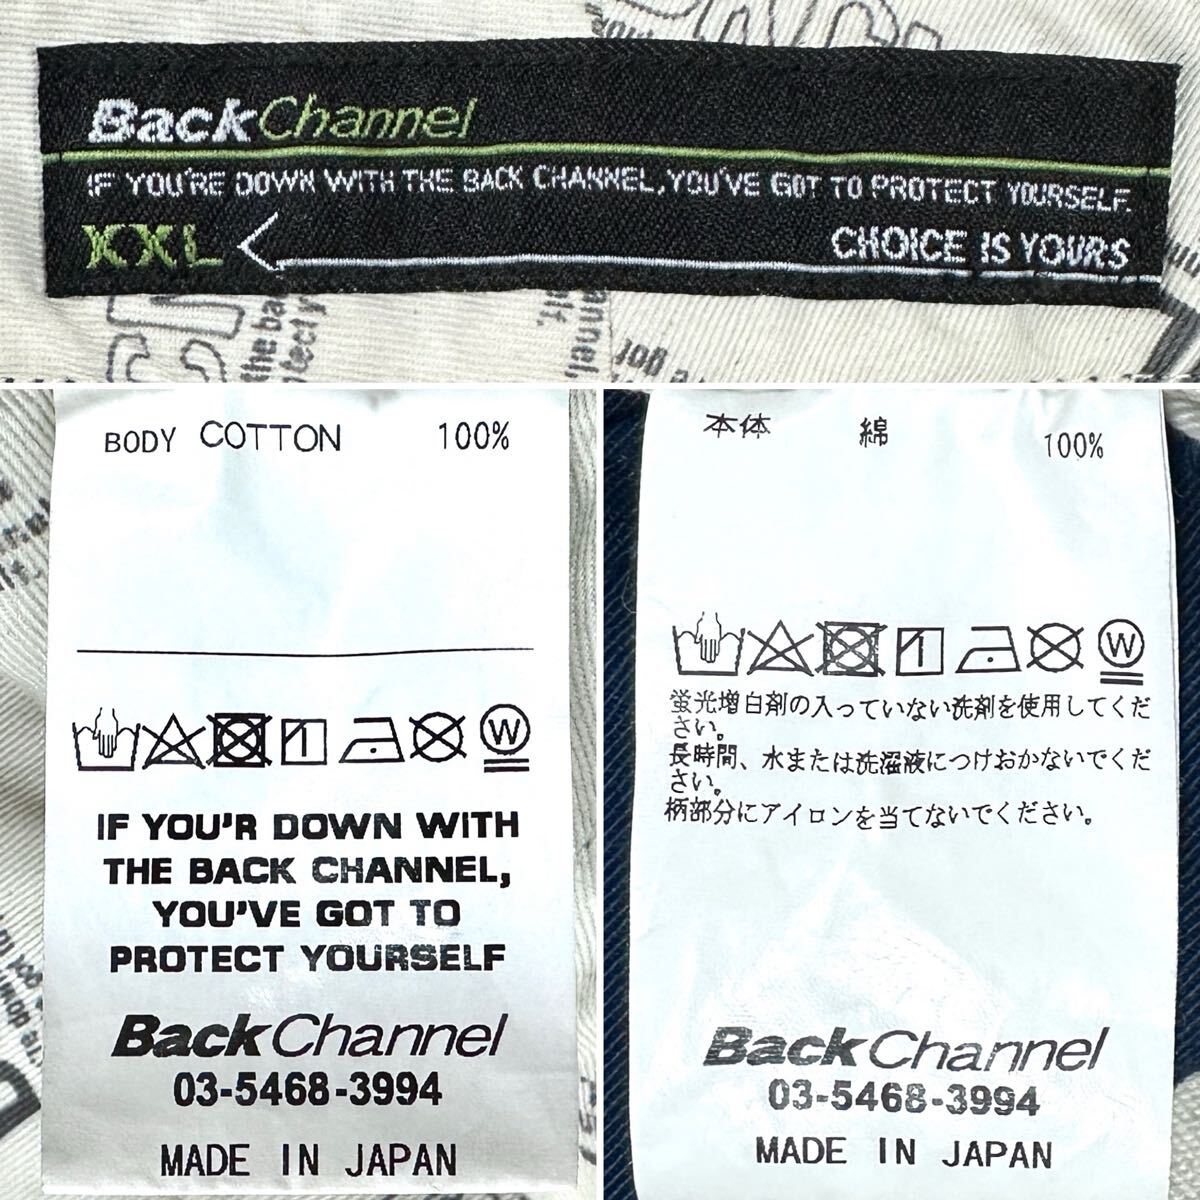 BackChannel
IF YOU'RE DOWN WITH THE BACK CHANNEL, YOU'VE GOT TO PROTECT YOURSELF.
XXL
CHOICE IS YOURS
the ba
BODY COTTON 100%
W
IF YOU'R DOWN WITH
THE BACK CHANNEL,
YOU'VE GOT TO
PROTECT YOURSELF
BackChannel
03-5468-3994
MADE IN JAPAN
本体 綿 100%
W
蛍光増白剤の入っていない洗剤を使用してくだ
さい。
長時間、水または洗濯液につけおかないでくだ
さい。
柄部分にアイロンを当てないでください。
BackChannel
03-5468-3994
MADE IN JAPAN